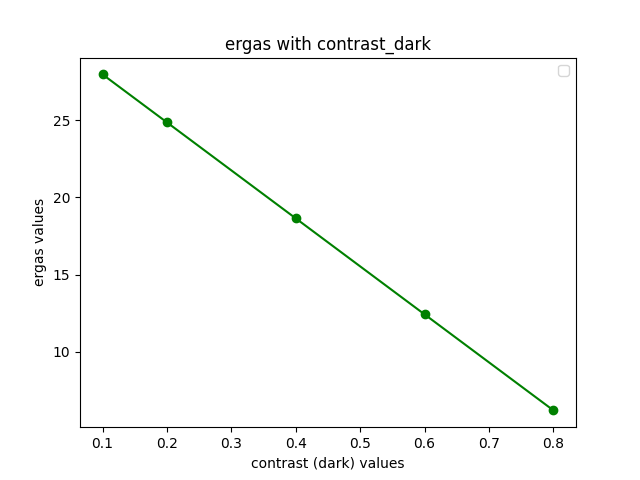 ergas with contrast_dark
ergas values
25
20
15
10
0.1 0.2 0.3 0.4 0.5 0.6 0.7 0.8
contrast (dark) values